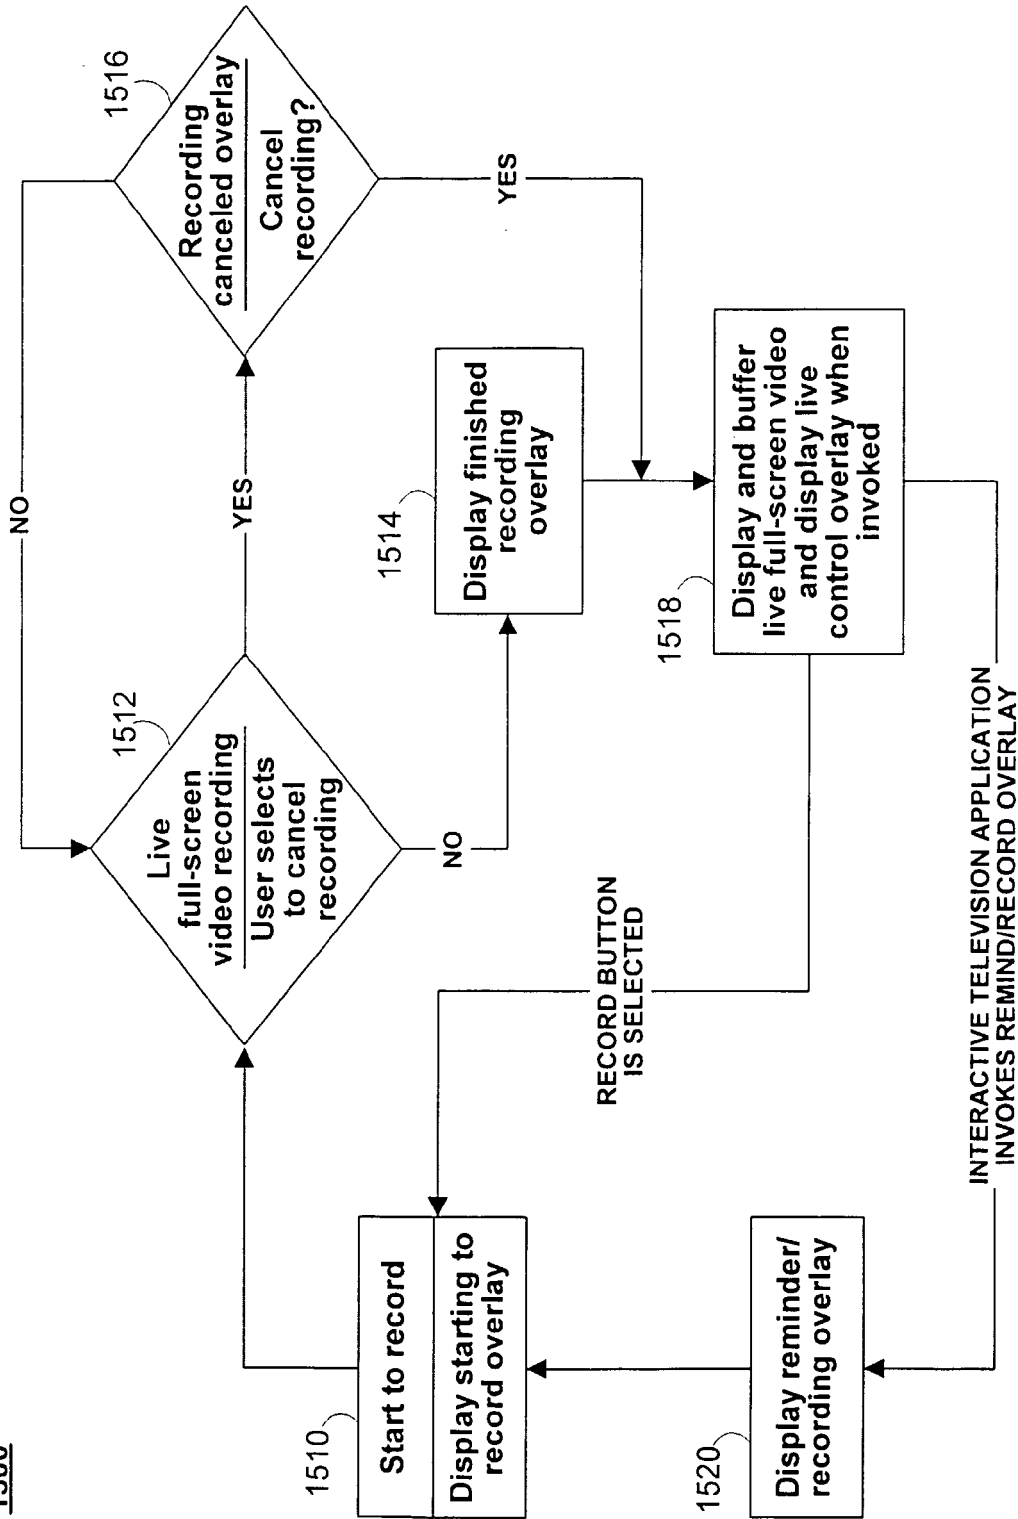 1510
Start to record
Display starting to
record overlay
1512
Live
full-screen
video recording
User selects
to cancel
recording
YES
NO
1516
Recording
canceled overlay
Cancel
recording?
NO
YES
1514
Display finished
recording
overlay
1518
Display and buffer
live full-screen video
and display live
control overlay when
invoked
RECORD BUTTON
IS SELECTED
1520
Display reminder/
recording overlay
INTERACTIVE TELEVISION APPLICATION
INVOKES REMIND/RECORD OVERLAY